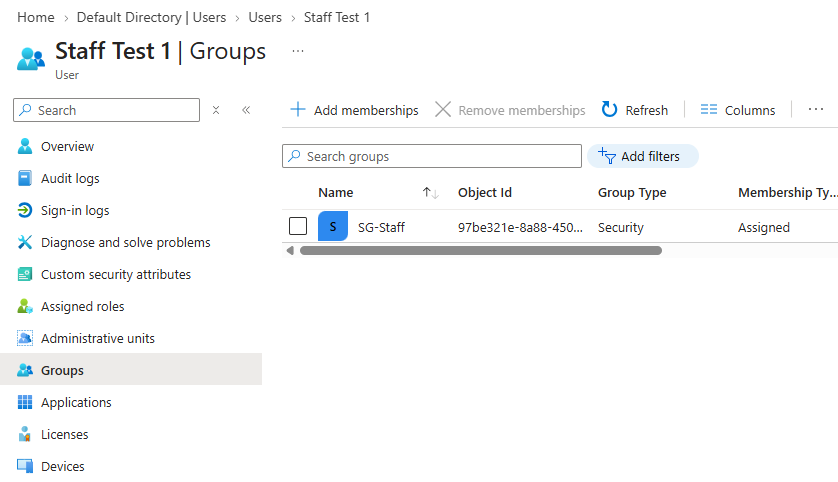 Home > Default Directory | Users > Users > Staff Test 1
Staff Test 1 | Groups ...
User
Search
Add memberships Remove memberships Refresh Columns ...
Overview
Audit logs
Sign-in logs
Diagnose and solve problems
Custom security attributes
Assigned roles
Administrative units
Groups
Applications
Licenses
Devices
Search groups Add filters
Name Object Id Group Type Membership Ty...
S SG-Staff 97be321e-8a88-450... Security Assigned